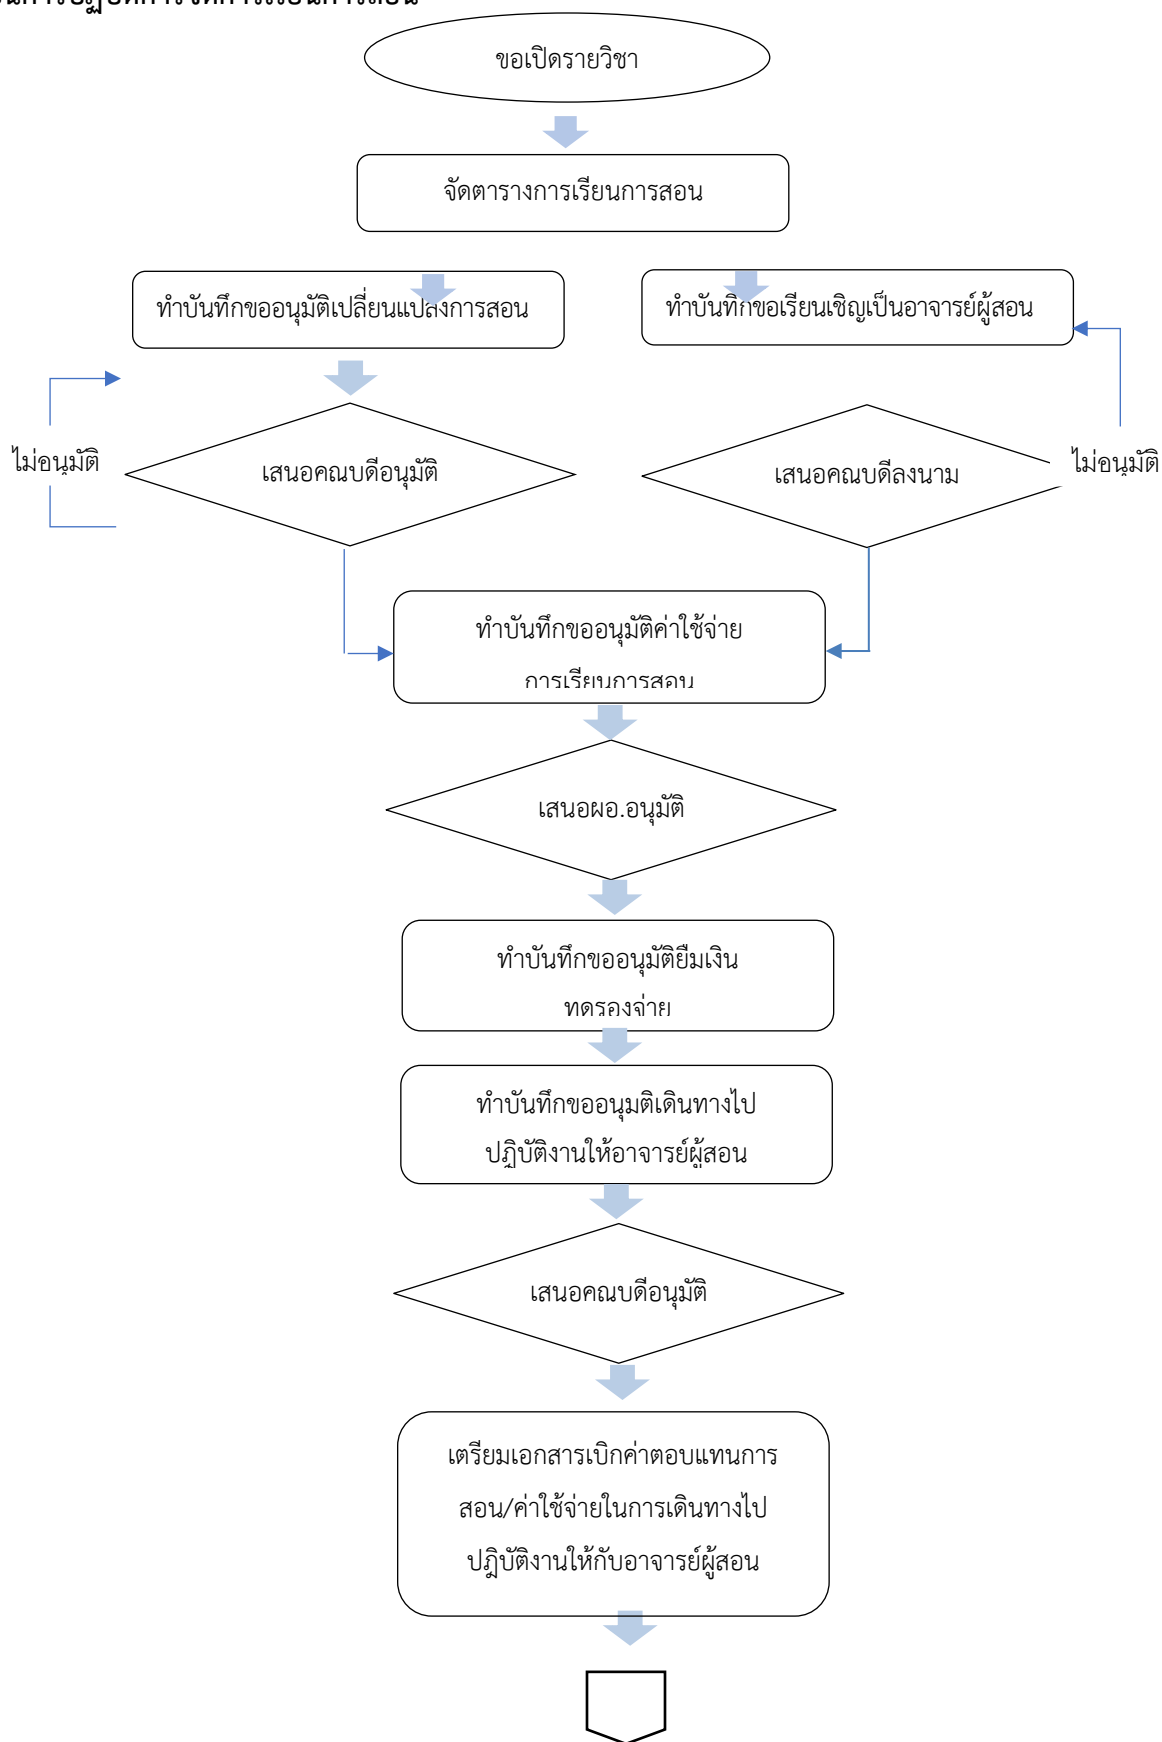 ขอเปิดรายวิชา
จัดตารางการเรียนการสอน
ทำบันทึกขออนุมัติเปลี่ยนแปลงการสอน
ทำบันทึกขอเรียนเชิญเป็นอาจารย์ผู้สอน
ไม่อนุมัติ
เสนอคณบดีอนุมัติ
เสนอคณบดีลงนาม
ไม่อนุมัติ
ทำบันทึกขออนุมัติค่าใช้จ่าย
การเรียนการสอน
เสนอผอ.อนุมัติ
ทำบันทึกขออนุมัติยืมเงิน
ทดรองจ่าย
ทำบันทึกขออนุมติเดินทางไป
ปฏิบัติงานให้อาจารย์ผู้สอน
เสนอคณบดีอนุมัติ
เตรียมเอกสารเบิกค่าตอบแทนการ
สอน/ค่าใช้จ่ายในการเดินทางไป
ปฎิบัติงานให้กับอาจารย์ผู้สอน